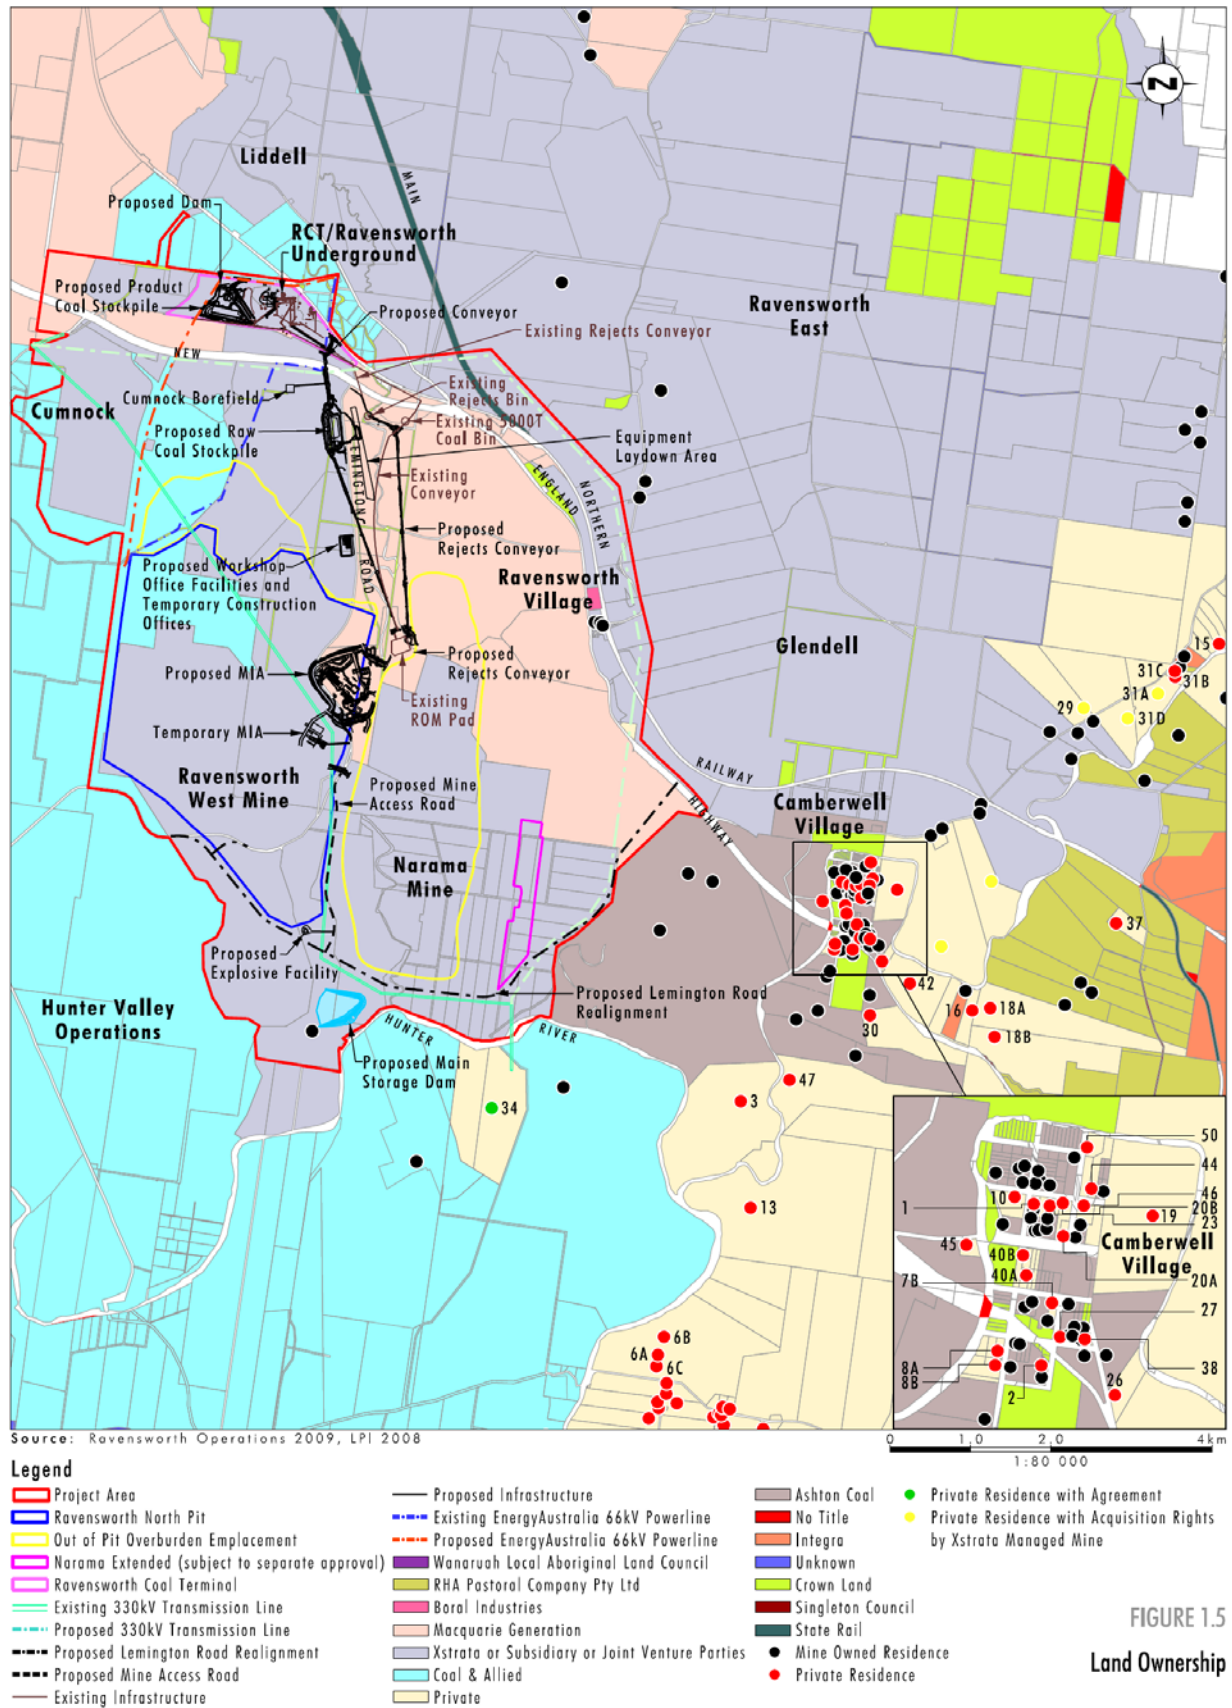 N
Liddell
MAIN
Proposed Dam
RCT/Ravensworth
Underground
Proposed Product
Coal Stockpile
Proposed Conveyor
Ravensworth
East
Existing Rejects Conveyor
NEW
Cumnock Borefield
Existing
Rejects Bin
Cumnock
Existing 5000T
Coal Bin
Proposed Raw
Coal Stockpile
Equipment
Laydown Area
LEMINGTON
ROAD
Existing
Conveyor
ENGLAND
NORTHERN
Proposed
Rejects Conveyor
Proposed Workshop
Office Facilities and
Temporary Construction
Offices
Ravensworth
Village
Glendell
15
31C
31B
31A
29
31D
Proposed MIA
Proposed
Rejects Conveyor
Existing
ROM Pad
Temporary MIA
Ravensworth
West Mine
Proposed Mine
Access Road
RAILWAY
HIGHWAY
Camberwell
Village
Narama
Mine
37
Proposed
Explosive Facility
42
Proposed Lemington Road
Realignment
16
18A
18B
30
Hunter Valley
Operations
HUNTER
RIVER
Proposed Main
Storage Dam
47
3
34
13
6B
6A
6C
50
44
46
10
1
20B
23
19
45
40B
Camberwell
Village
40A
7B
20A
27
8A
8B
38
26
2
Source: Ravensworth Operations 2009, LPI 2008
0 1,0 2,0 4km
1:80 000
Legend
Project Area
Ravensworth North Pit
Out of Pit Overburden Emplacement
Narama Extended (subject to separate approval)
Ravensworth Coal Terminal
Existing 330kV Transmission Line
Proposed 330kV Transmission Line
Proposed Lemington Road Realignment
Proposed Mine Access Road
Existing Infrastructure
Proposed Infrastructure
Existing EnergyAustralia 66kV Powerline
Proposed EnergyAustralia 66kV Powerline
Wanaruah Local Aboriginal Land Council
RHA Pastoral Company Pty Ltd
Boral Industries
Macquarie Generation
Xstrata or Subsidiary or Joint Venture Parties
Coal & Allied
Private
Ashton Coal
No Title
Integra
Unknown
Crown Land
Singleton Council
State Rail
Mine Owned Residence
Private Residence
Private Residence with Agreement
Private Residence with Acquisition Rights
by Xstrata Managed Mine
FIGURE 1.5
Land Ownership